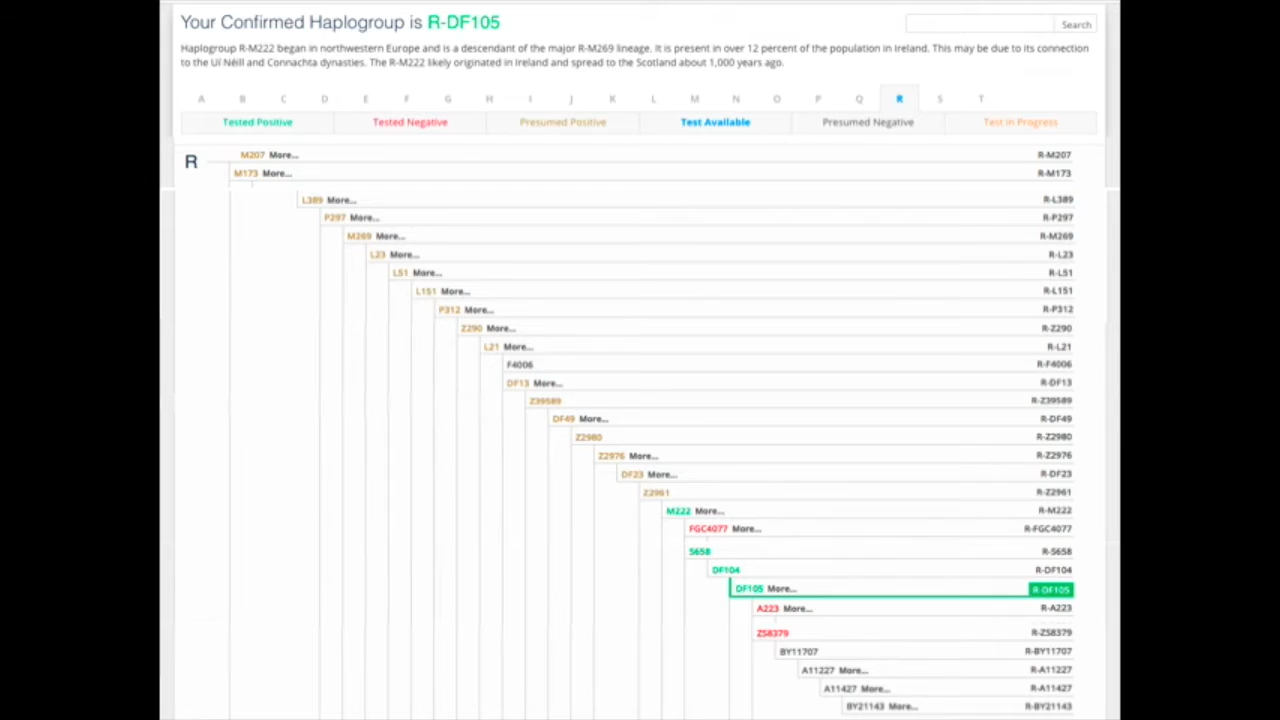 Your Confirmed Haplogroup is R-DF105
Search
Haplogroup R-M222 began in northwestern Europe and is a descendant of the major R-M269 lineage. It is present in over 12 percent of the population in Ireland. This may be due to its connection
to the Uí Néill and Connachta dynasties. The R-M222 likely originated in Ireland and spread to the Scotland about 1,000 years ago.
A B C D E F G H I J K L M N O P Q R S T
Tested Positive Tested Negative Presumed Positive Test Available Presumed Negative Test in Progress
R M207 More... R-M207
M173 More... R-M173
L389 More... R-L389
P297 More... R-P297
M269 More... R-M269
L23 More... R-L23
L51 More... R-L51
L151 More... R-L151
P312 More... R-P312
Z290 More... R-Z290
L21 More... R-L21
F4006 R-F4006
DF13 More... R-DF13
Z39589 R-Z39589
DF49 More... R-DF49
Z2980 R-Z2980
Z2976 More... R-Z2976
DF23 More... R-DF23
Z2961 R-Z2961
M222 More... R-M222
FGC4077 More... R-FGC4077
S658 R-S658
DF104 R-DF104
DF105 More... R-DF105
A223 More... R-A223
ZS8379 R-ZS8379
BY11707 R-BY11707
A11227 More... R-A11227
A11427 More... R-A11427
BY21143 More... R-BY21143